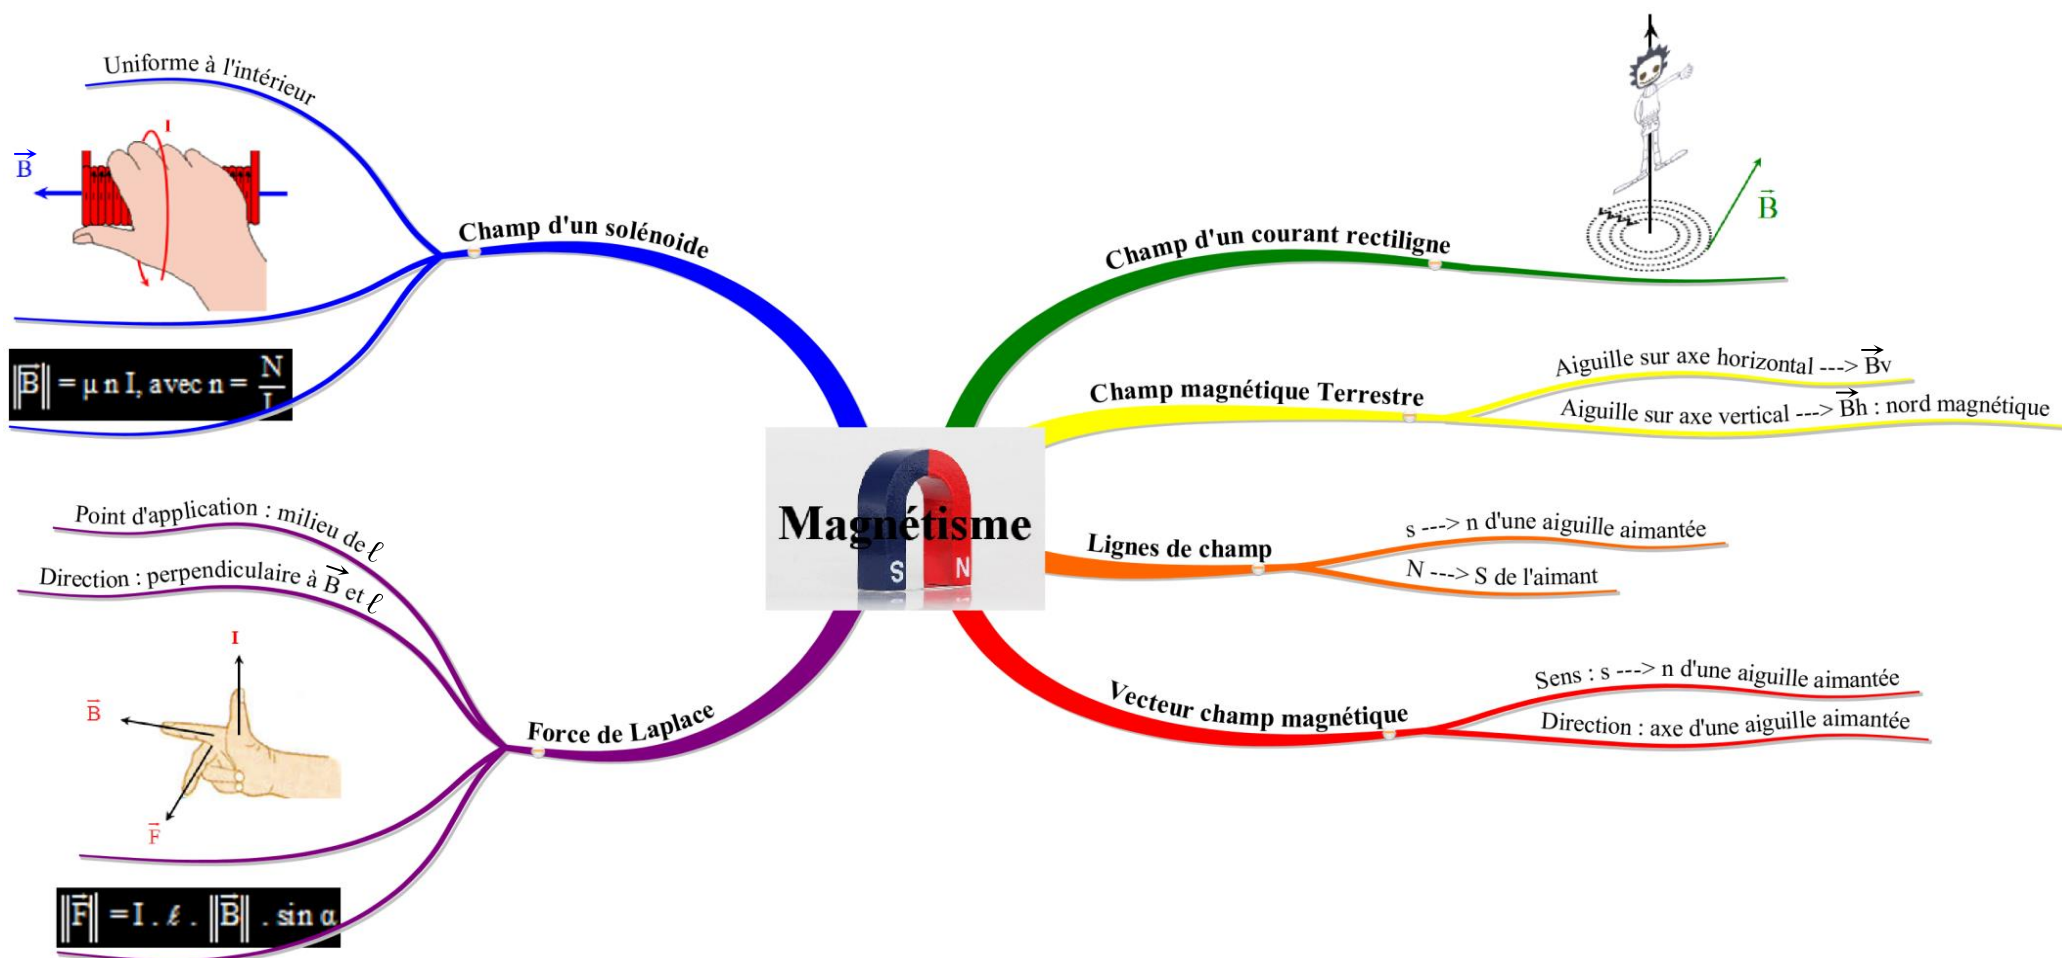 Magnétisme
S
N
Champ d'un solénoide
Uniforme à l'intérieur
I
B
||B|| = μ n I, avec n = N
L
Champ d'un courant rectiligne
B
Champ magnétique Terrestre
Aiguille sur axe horizontal ---> Bv
Aiguille sur axe vertical ---> Bh : nord magnétique
Lignes de champ
s ---> n d'une aiguille aimantée
N ---> S de l'aimant
Vecteur champ magnétique
Sens : s ---> n d'une aiguille aimantée
Direction : axe d'une aiguille aimantée
Force de Laplace
Point d'application : milieu de ℓ
Direction : perpendiculaire à B et ℓ
I
B
F
||F|| = I . ℓ . ||B|| . sin α